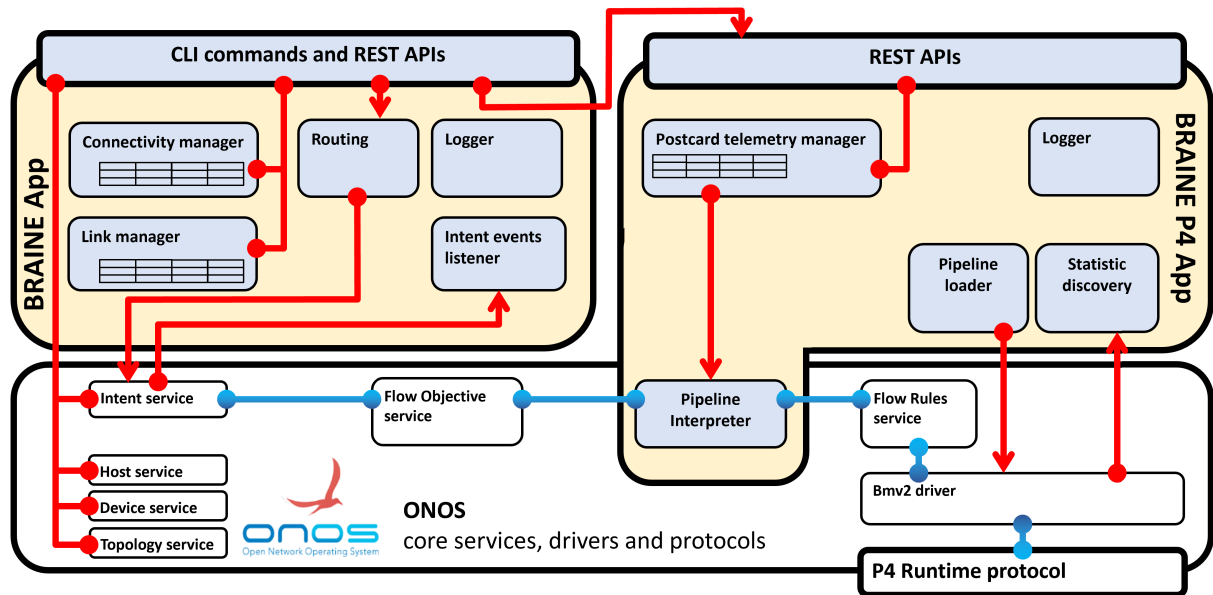 CLI commands and REST APIs
REST APIs
BRAINE App
Connectivity manager
Routing
Logger
Link manager
Intent events
listener
Postcard telemetry manager
Logger
BRAINE P4 App
Pipeline
loader
Statistic
discovery
Intent service
Flow Objective
service
Pipeline
Interpreter
Flow Rules
service
Host service
Device service
Topology service
onos
Open Network Operating System
ONOS
core services, drivers and protocols
Bmv2 driver
P4 Runtime protocol